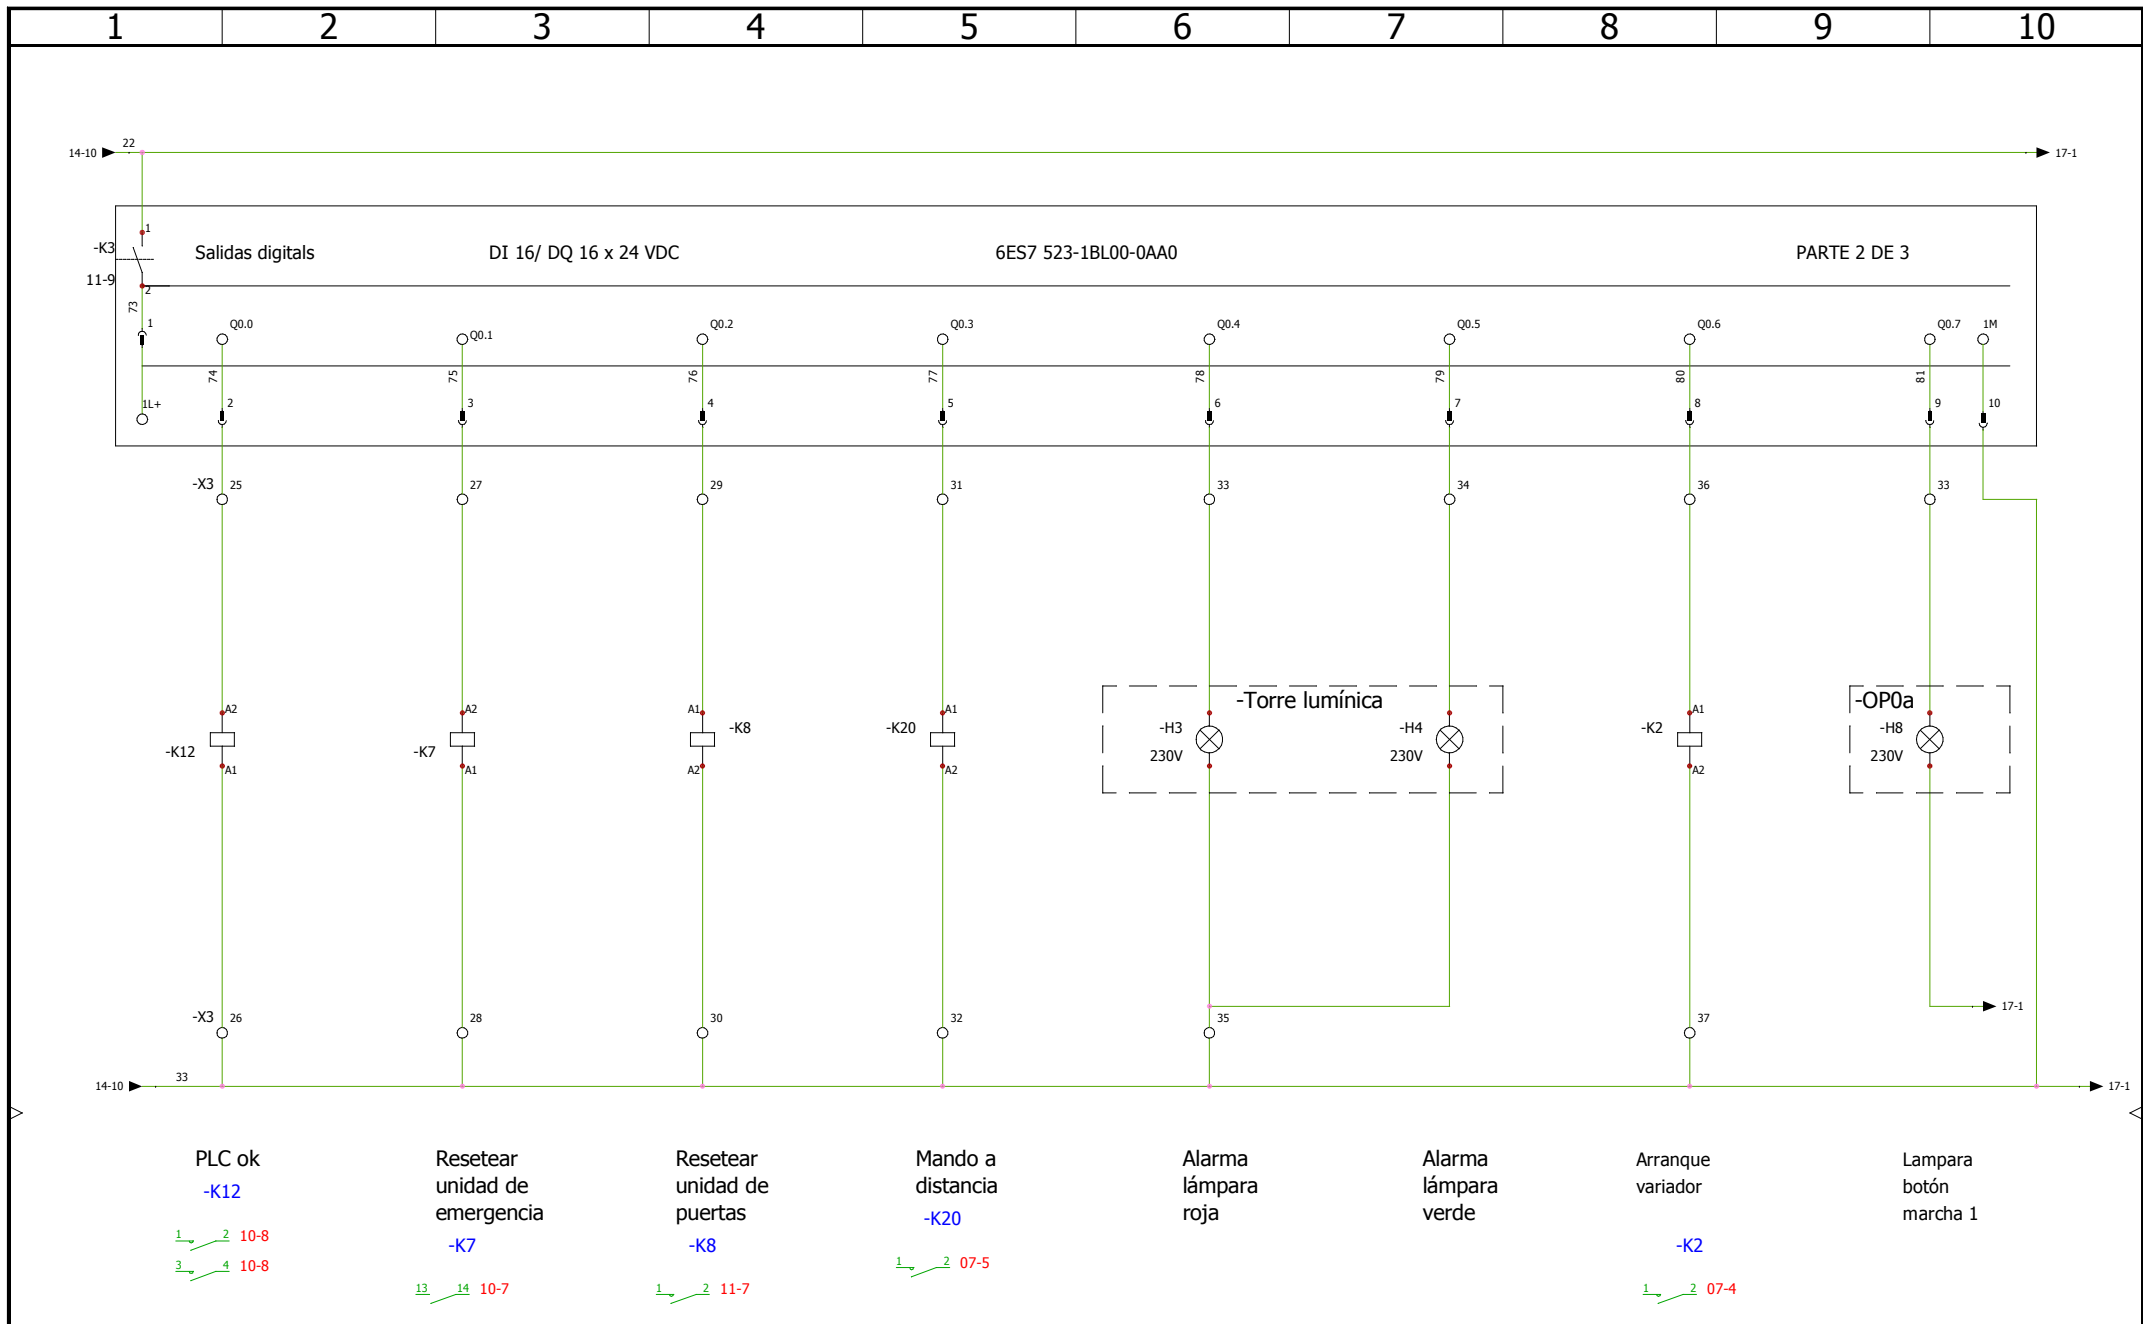 1 2 3 4 5 6 7 8 9 10
22
14-10 17-1
1
-K3 Salidas digitals DI 16/ DQ 16 x 24 VDC 6ES7 523-1BL00-0AA0 PARTE 2 DE 3
11-9
2
73
1 Q0.0 Q0.1 Q0.2 Q0.3 Q0.4 Q0.5 Q0.6 Q0.7 1M
74 75 76 77 78 79 80 81
1L+ 2 3 4 5 6 7 8 9 10
-X3 25 27 29 31 33 34 36 33
-Torre lumínica -OP0a
A2 A2 A1 A1 A1
-K12 -K7 -K8 -K20 -H3 -H4 -K2 -H8
230V 230V 230V
A1 A1 A2 A2 A2
17-1
-X3 26 28 30 32 35 37
33
14-10 17-1
PLC ok
-K12
1 2 10-8
3 4 10-8
Resetear
unidad de
emergencia
-K7
13 14 10-7
Resetear
unidad de
puertas
-K8
1 2 11-7
Mando a
distancia
-K20
1 2 07-5
Alarma
lámpara
roja
Alarma
lámpara
verde
Arranque
variador
-K2
1 2 07-4
Lampara
botón
marcha 1